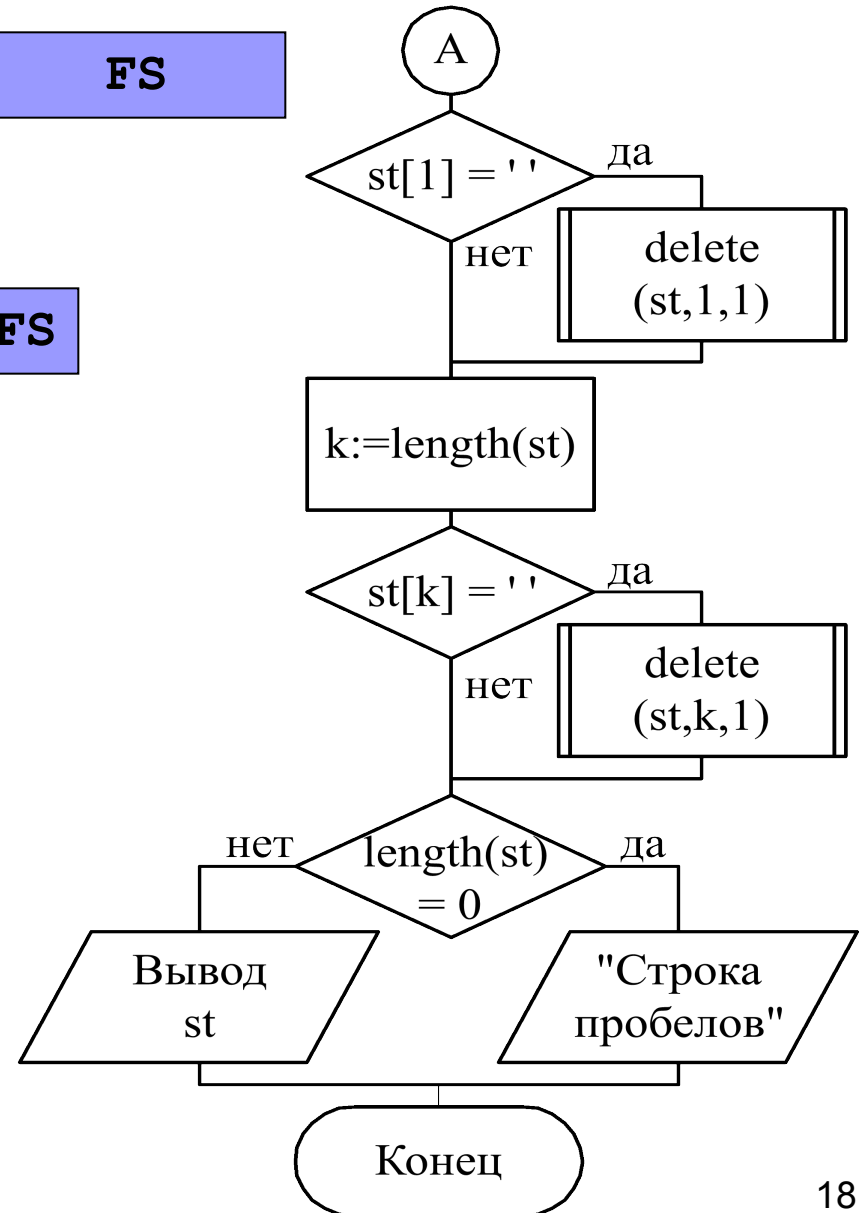 FS
FS
A
st[1] = ' '
да
нет
delete
(st,1,1)
k:=length(st)
st[k] = ' '
да
нет
delete
(st,k,1)
length(st)
= 0
нет
да
Вывод
st
"Строка
пробелов"
Конец
18